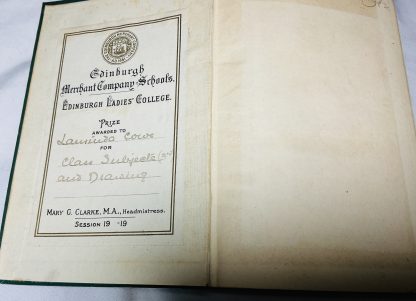 Edinburgh
Merchant Company Schools.
Edinburgh Ladies' College.
Prize
awarded to
Cowe
for
Class Subjects
and Drawing
Mary G. Clarke, M.A., Headmistress.
Session 19 -19